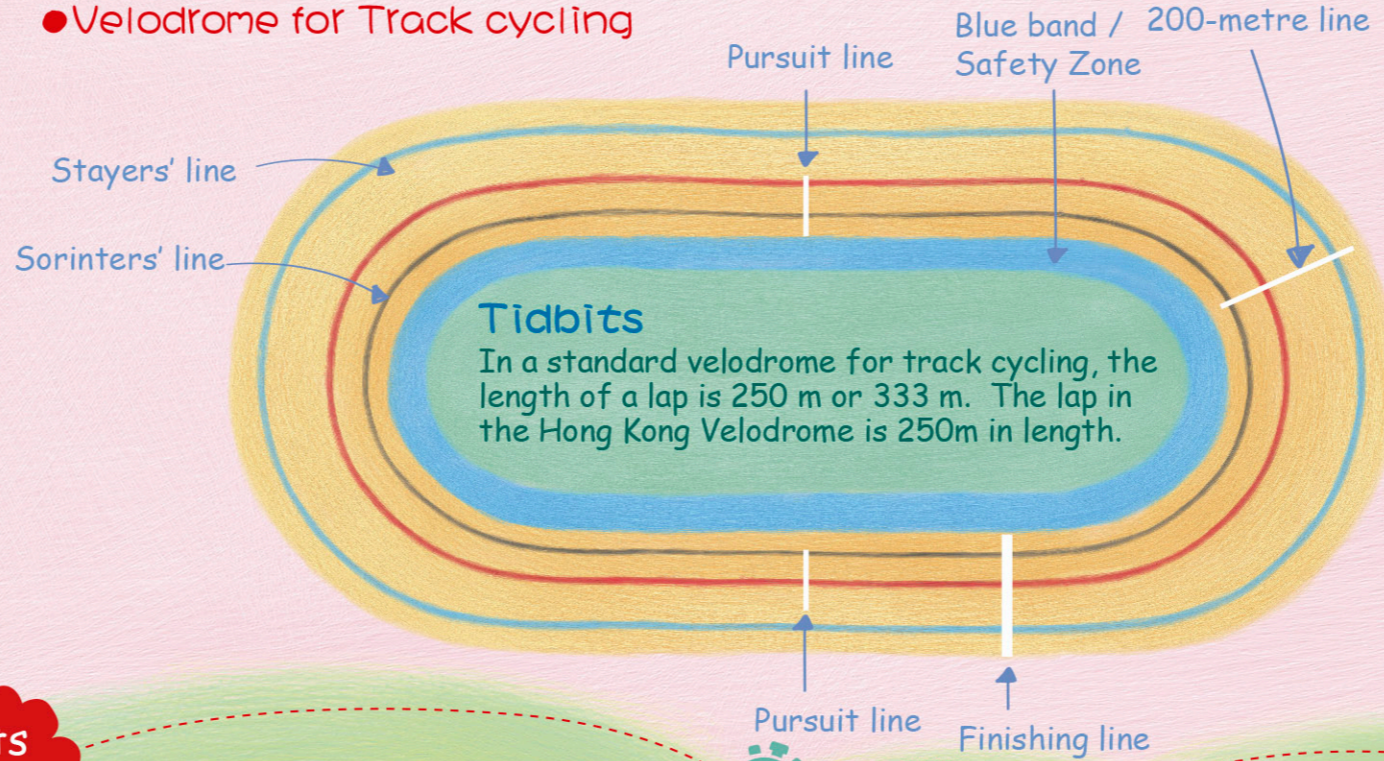 ●Velodrome for Track cycling
Pursuit line
Blue band /
Safety Zone
200-metre line
Stayers' line
Sorinters' line
Tidbits
In a standard velodrome for track cycling, the
length of a lap is 250 m or 333 m. The lap in
the Hong Kong Velodrome is 250m in length.
Pursuit line
Finishing line